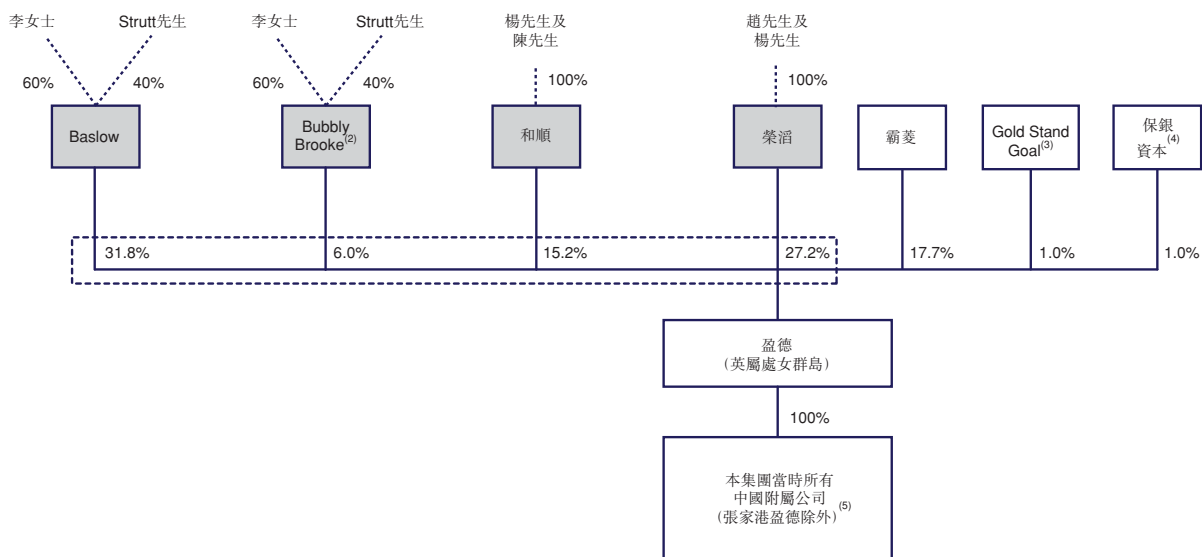 李女士
Strutt先生
李女士
Strutt先生
楊先生及
陳先生
趙先生及
楊先生
60%
40%
60%
40%
100%
100%
Baslow
Bubbly
Brooke(2)
和順
榮滔
霸菱
Gold Stand
Goal(3)
保銀
資本(4)
31.8%
6.0%
15.2%
27.2%
17.7%
1.0%
1.0%
盈德
(英屬處女群島)
100%
本集團當時所有
中國附屬公司
(張家港盈德除外)(5)